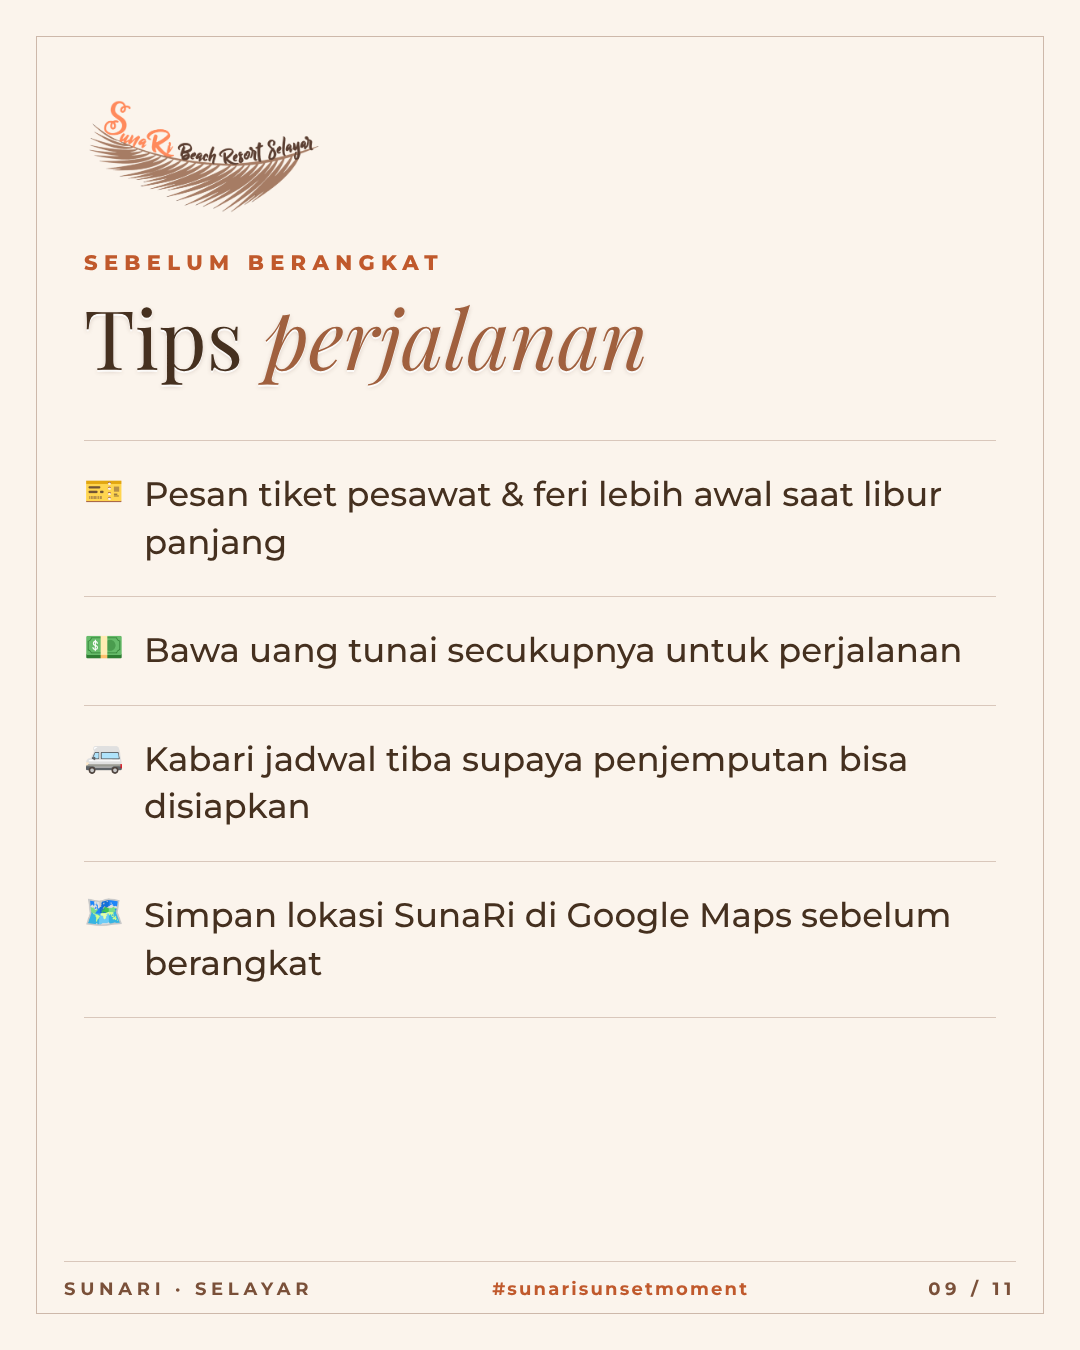 SunaRi Beach Resort Selayar
SEBELUM BERANGKAT
Tips perjalanan
Pesan tiket pesawat & feri lebih awal saat libur
panjang
Bawa uang tunai secukupnya untuk perjalanan
Kabari jadwal tiba supaya penjemputan bisa
disiapkan
Simpan lokasi SunaRi di Google Maps sebelum
berangkat
SUNARI · SELAYAR
#sunarisunsetmoment
09 / 11